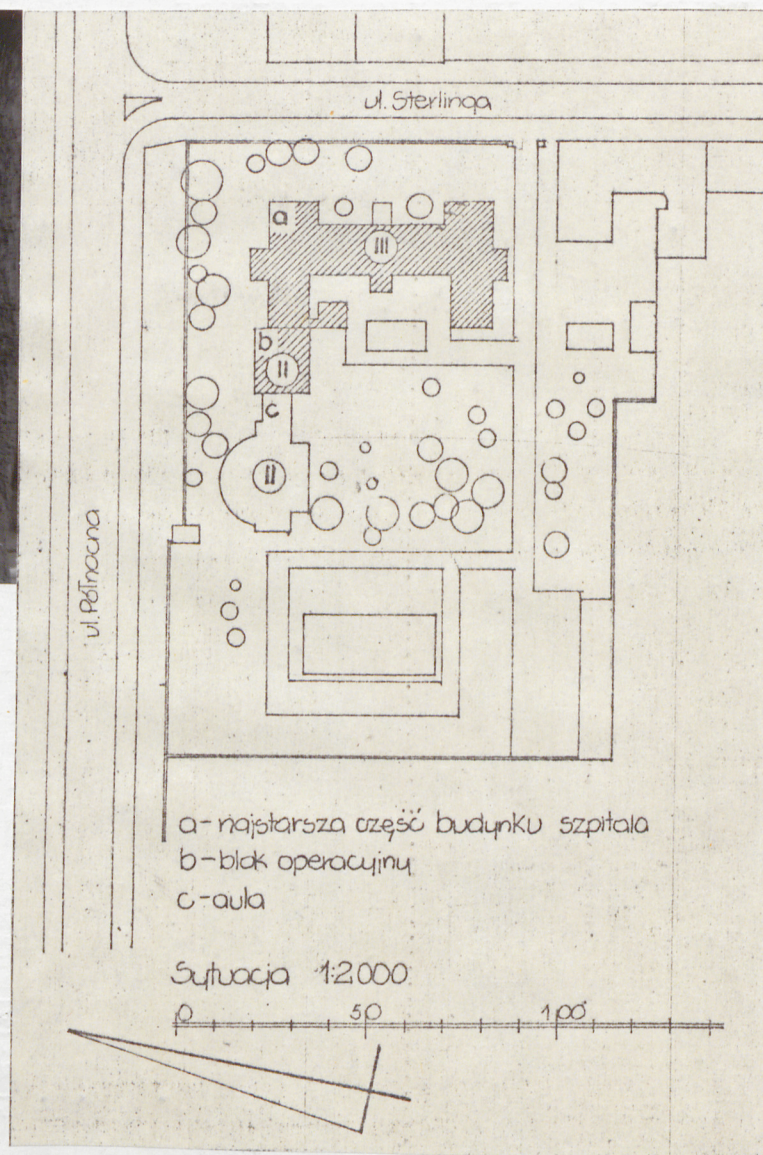 ul. Sterlinga
a
III
b
II
c
II
ul. Północna
a - najstarsza część budynku szpitala
b - blok operacyjny
c - aula
Sytuacja 1:2000
0 50 100